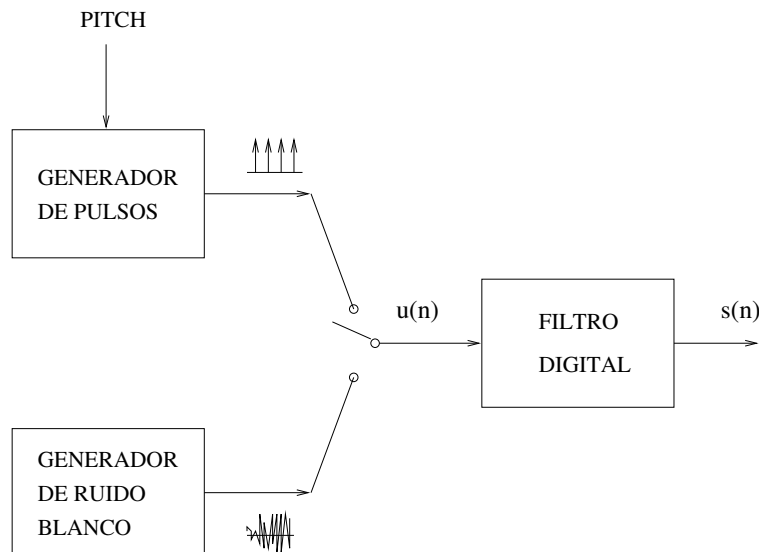 PITCH
GENERADOR
DE PULSOS
u(n)
FILTRO
DIGITAL
s(n)
GENERADOR
DE RUIDO
BLANCO